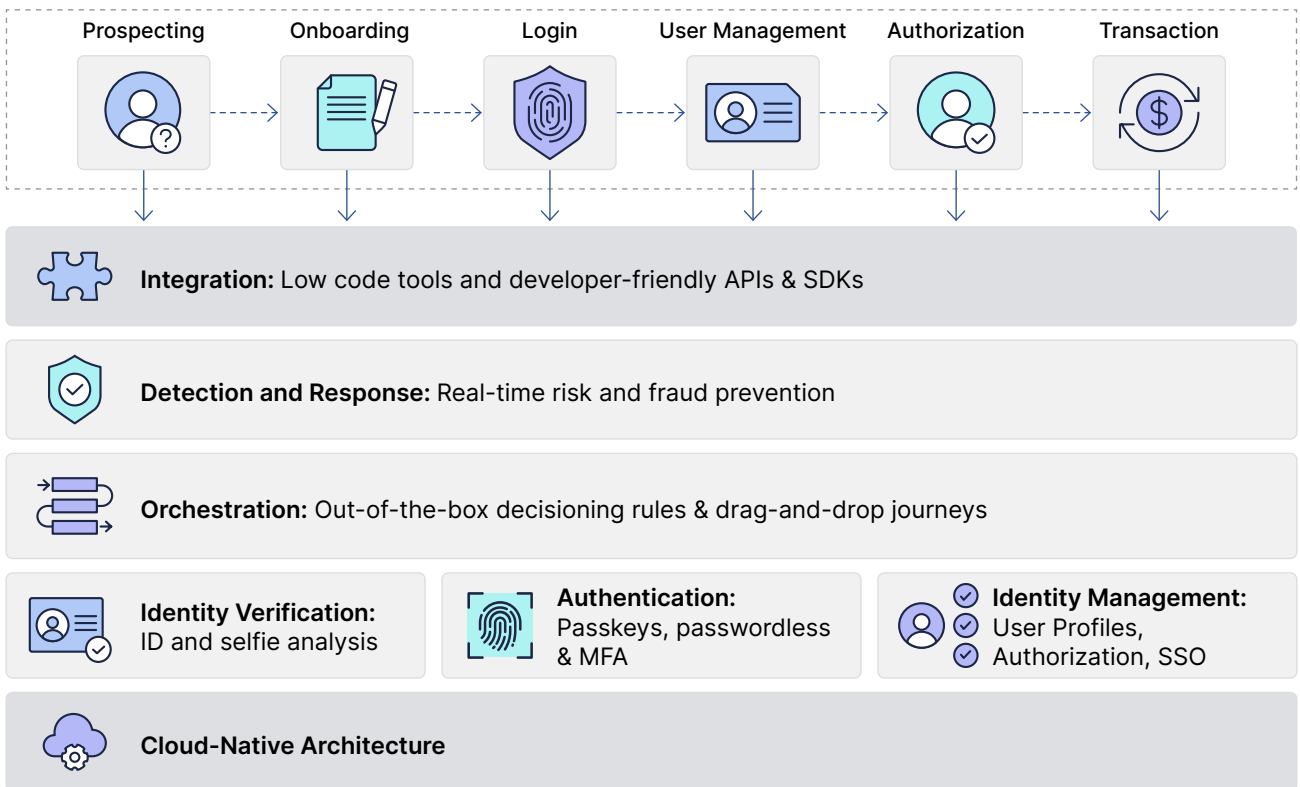 Prospecting
Onboarding
Login
User Management
Authorization
Transaction
?
$
Integration: Low code tools and developer-friendly APIs & SDKs
Detection and Response: Real-time risk and fraud prevention
Orchestration: Out-of-the-box decisioning rules & drag-and-drop journeys
Identity Verification:
ID and selfie analysis
Authentication:
Passkeys, passwordless
& MFA
Identity Management:
User Profiles,
Authorization, SSO
Cloud-Native Architecture